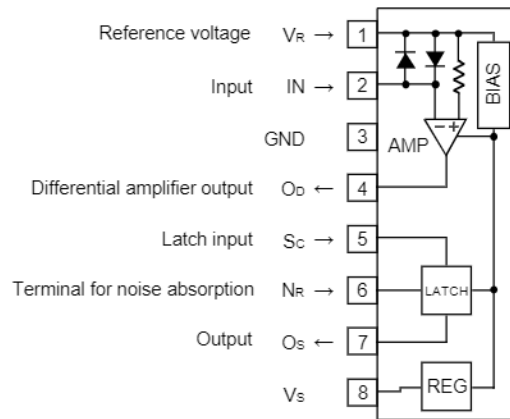 Reference voltage VR → 1
Input IN → 2
GND 3
Differential amplifier output OD ← 4
Latch input SC → 5
Terminal for noise absorption NR → 6
Output OS ← 7
VS 8
BIAS
− +
AMP
LATCH
REG